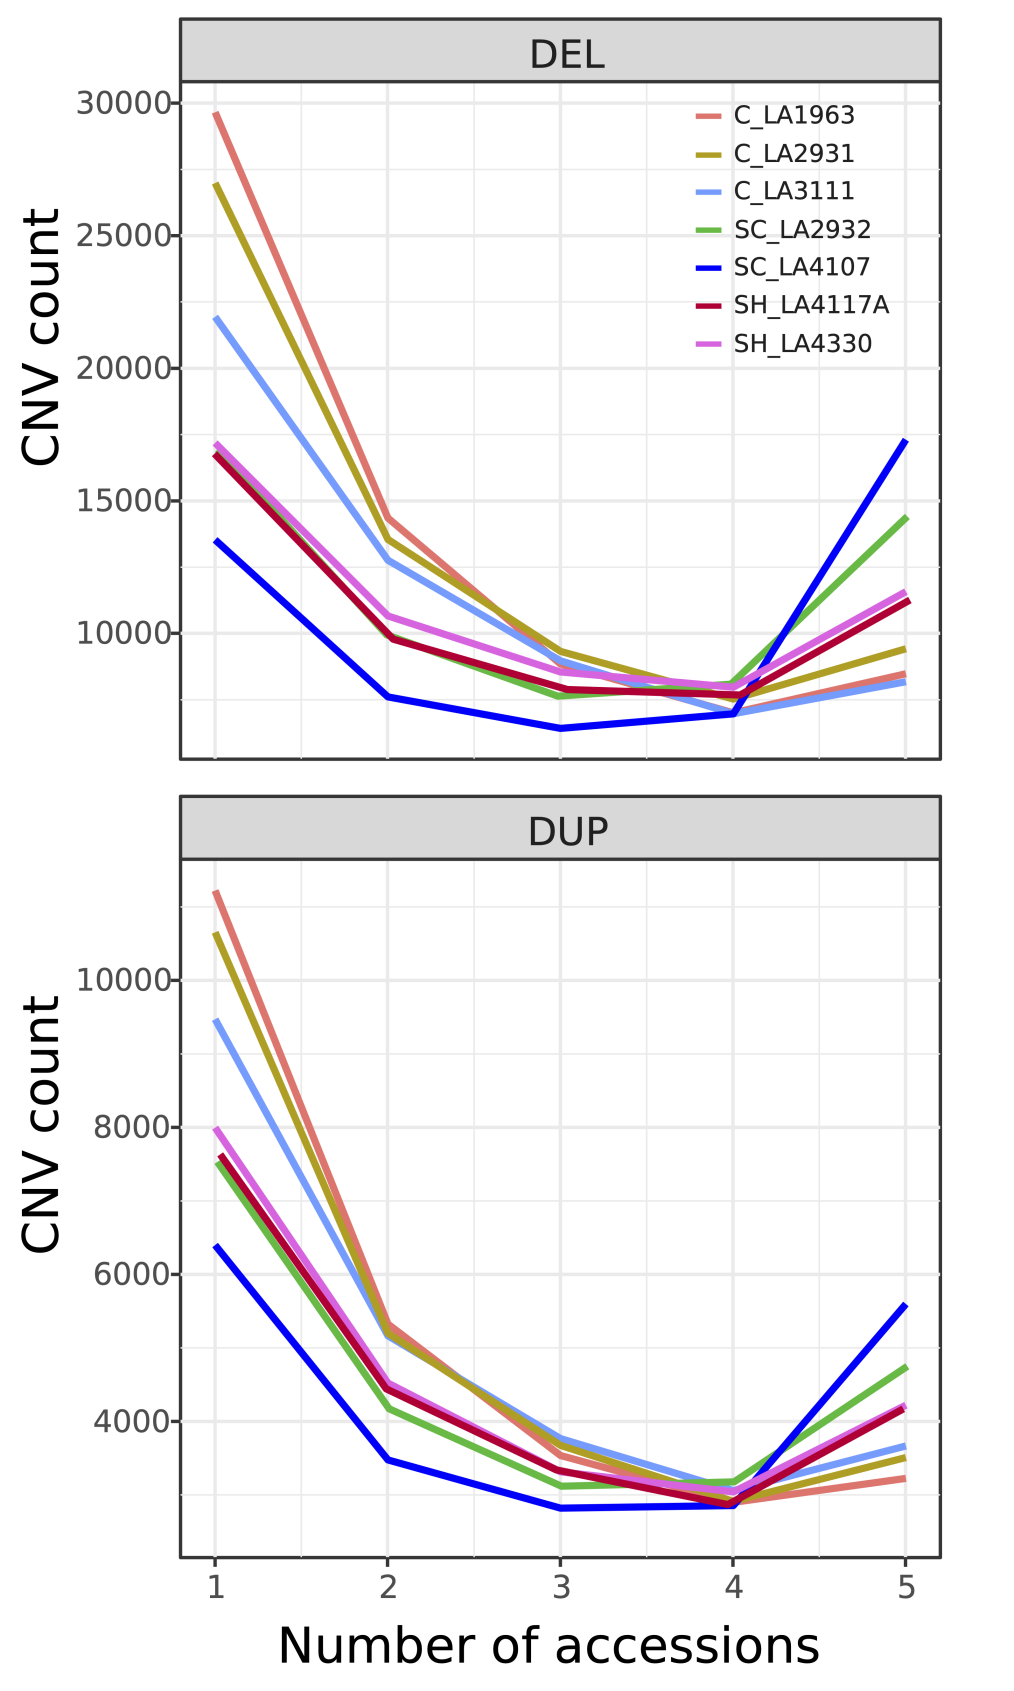 DEL
30000
25000
20000
15000
10000
CNV count
C_LA1963
C_LA2931
C_LA3111
SC_LA2932
SC_LA4107
SH_LA4117A
SH_LA4330
DUP
10000
8000
6000
4000
CNV count
1 2 3 4 5
Number of accessions